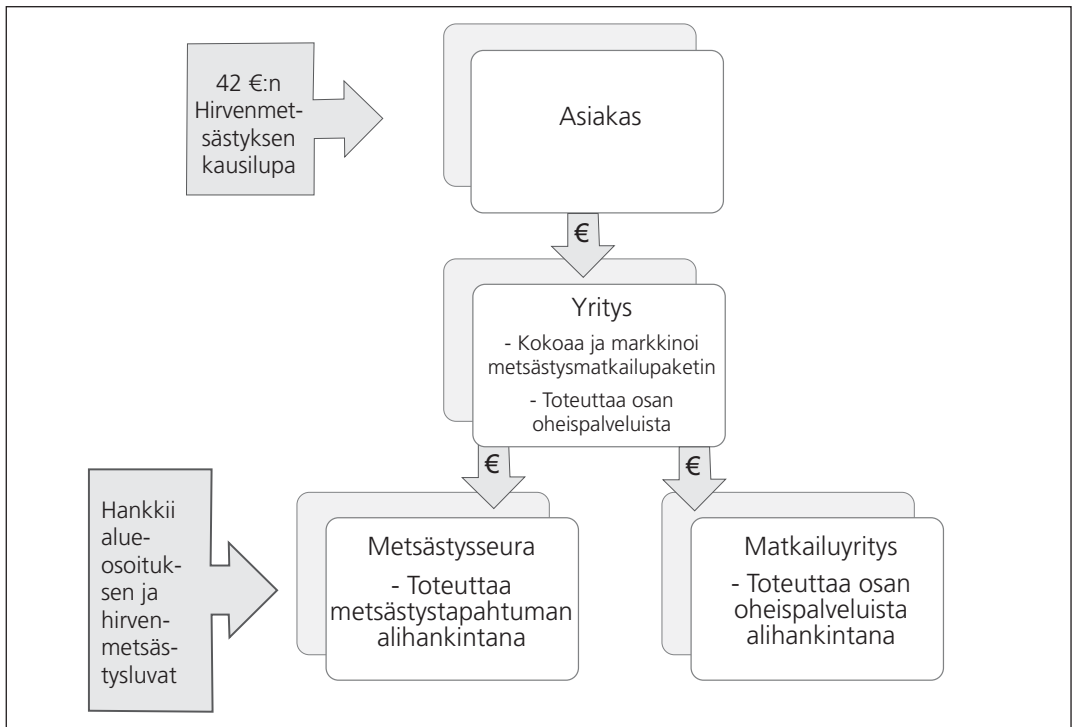 42 €:n
Hirvenmet-
sästyksen
kausilupa
Asiakas
€
Yritys
- Kokoaa ja markkinoi
metsästysmatkailupaketin
- Toteuttaa osan
oheispalveluista
€
€
Hankkii
alue-
osoituk-
sen ja
hirven-
metsäs-
tysluvat
Metsästysseura
- Toteuttaa
metsästystapahtuman
alihankintana
Matkailuyritys
- Toteuttaa osan
oheispalveluista
alihankintana